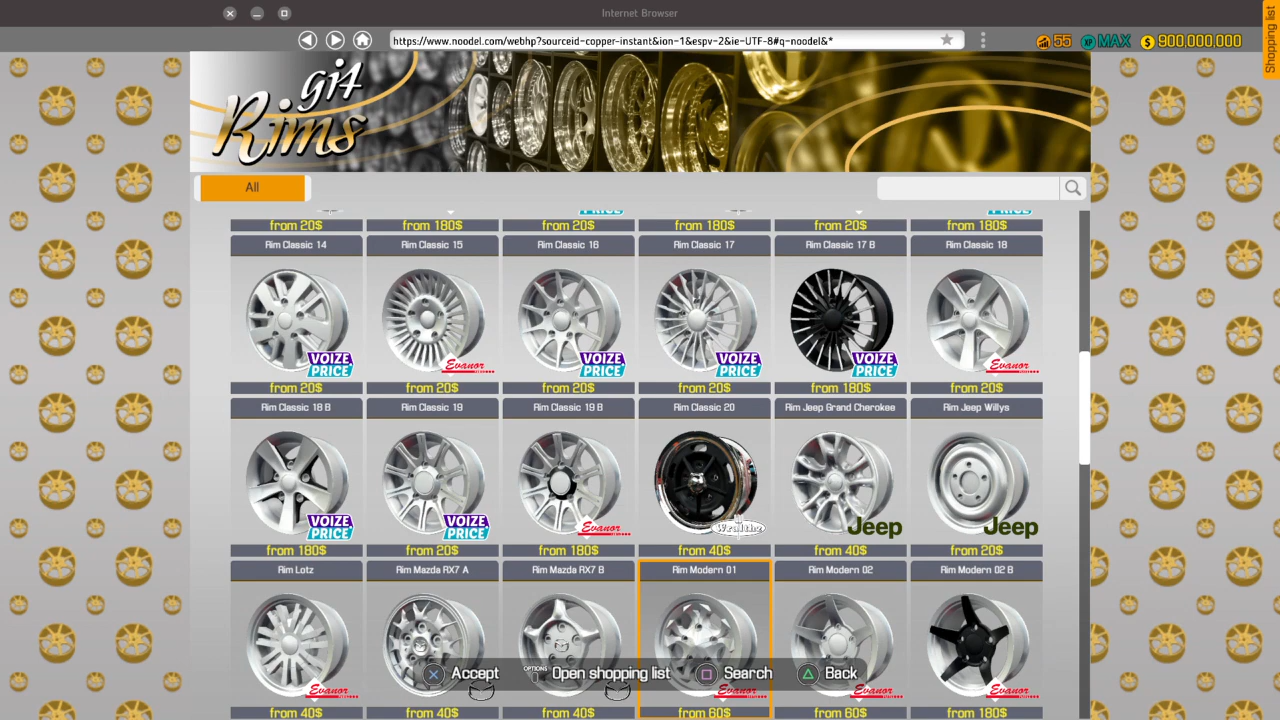 Internet Browser
Shopping list
https://www.noodel.com/webhp?sourceid-copper-instant&ion-1&espv-2&ie-UTF-8#q-noodel&*
55
XP MAX
$ 900,000,000
gi4
Rims
All
PRICE
PRICE
from 20$ from 180$ from 20$ from 180$ from 20$ from 180$
Rim Classic 14 Rim Classic 15 Rim Classic 16 Rim Classic 17 Rim Classic 17 B Rim Classic 18
VOIZE PRICE Evanor VOIZE PRICE VOIZE PRICE VOIZE PRICE Evanor
from 20$ from 20$ from 20$ from 20$ from 180$ from 20$
Rim Classic 18 B Rim Classic 19 Rim Classic 19 B Rim Classic 20 Rim Jeep Grand Cherokee Rim Jeep Willys
VOIZE PRICE VOIZE PRICE Evanor Wealtho Jeep Jeep
from 180$ from 20$ from 180$ from 40$ from 40$ from 20$
Rim Lotz Rim Mazda RX7 A Rim Mazda RX7 B Rim Modern 01 Rim Modern 02 Rim Modern 02 B
Accept OPTIONS Open shopping list Search Back
Evanor Evanor Evanor Evanor
from 40$ from 40$ from 40$ from 60$ from 60$ from 180$